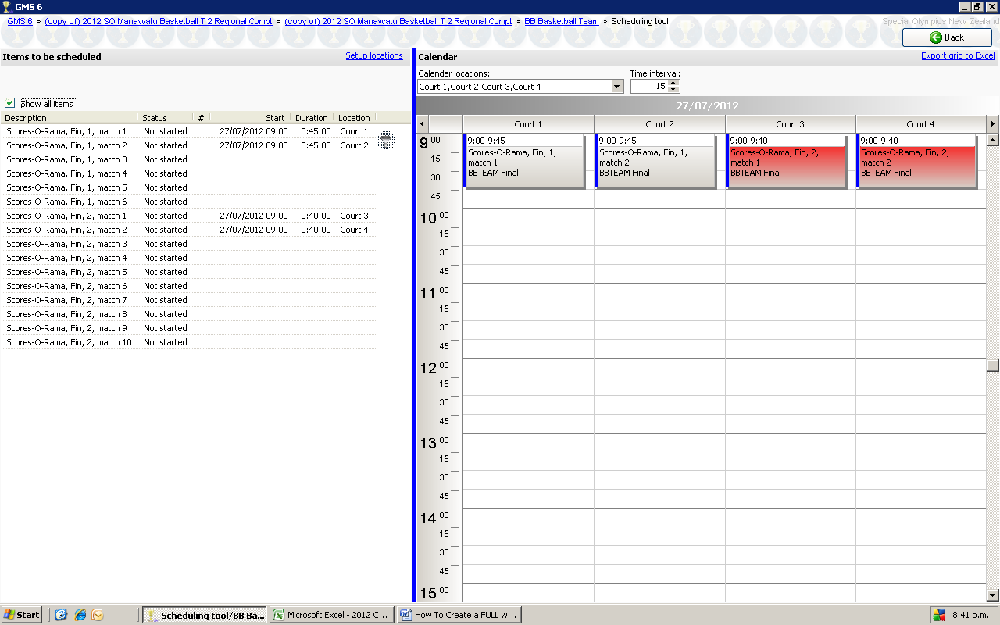 GMS 6
GMS 6 > (copy of) 2012 SO Manawatu Basketball T 2 Regional Compt > (copy of) 2012 SO Manawatu Basketball T 2 Regional Compt > BB Basketball Team > Scheduling tool
Special Olympics New Zealand
Back
Items to be scheduled
Setup locations
Show all items
Description Status # Start Duration Location
Scores-O-Rama, Fin, 1, match 1 Not started 27/07/2012 09:00 0:45:00 Court 1
Scores-O-Rama, Fin, 1, match 2 Not started 27/07/2012 09:00 0:45:00 Court 2
Scores-O-Rama, Fin, 1, match 3 Not started
Scores-O-Rama, Fin, 1, match 4 Not started
Scores-O-Rama, Fin, 1, match 5 Not started
Scores-O-Rama, Fin, 1, match 6 Not started
Scores-O-Rama, Fin, 2, match 1 Not started 27/07/2012 09:00 0:40:00 Court 3
Scores-O-Rama, Fin, 2, match 2 Not started 27/07/2012 09:00 0:40:00 Court 4
Scores-O-Rama, Fin, 2, match 3 Not started
Scores-O-Rama, Fin, 2, match 4 Not started
Scores-O-Rama, Fin, 2, match 5 Not started
Scores-O-Rama, Fin, 2, match 6 Not started
Scores-O-Rama, Fin, 2, match 7 Not started
Scores-O-Rama, Fin, 2, match 8 Not started
Scores-O-Rama, Fin, 2, match 9 Not started
Scores-O-Rama, Fin, 2, match 10 Not started
Calendar
Export grid to Excel
Calendar locations: Time interval:
Court 1,Court 2,Court 3,Court 4 15
27/07/2012
Court 1 Court 2 Court 3 Court 4
9:00-9:45
Scores-O-Rama, Fin, 1,
match 1
BBTEAM Final
9:00-9:45
Scores-O-Rama, Fin, 1,
match 2
BBTEAM Final
9:00-9:40
Scores-O-Rama, Fin, 2,
match 1
BBTEAM Final
9:00-9:40
Scores-O-Rama, Fin, 2,
match 2
BBTEAM Final
9 00
15
30
45
10 00
15
30
45
11 00
15
30
45
12 00
15
30
45
13 00
15
30
45
14 00
15
30
45
15 00
Start
Scheduling tool/BB Ba...
Microsoft Excel - 2012 C...
How To Create a FULL w...
8:41 p.m.